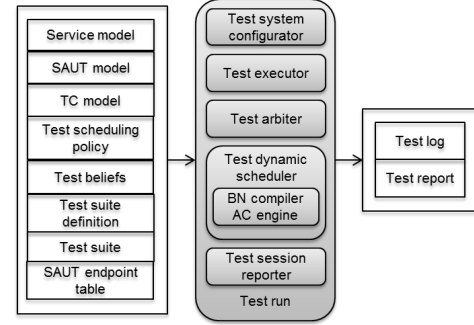 Service model
SAUT model
TC model
Test scheduling
policy
Test beliefs
Test suite
definition
Test suite
SAUT endpoint
table
Test system
configurator
Test executor
Test arbiter
Test dynamic
scheduler
BN compiler
AC engine
Test session
reporter
Test run
Test log
Test report